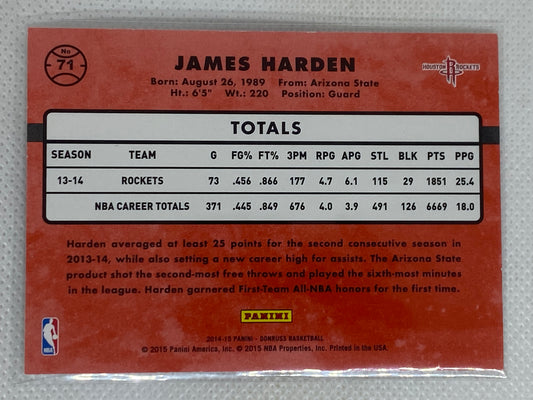 No
71
JAMES HARDEN
Born: August 26, 1989 From: Arizona State
Ht.: 6'5" Wt.: 220 Position: Guard
HOUSTON ROCKETS
TOTALS
SEASON TEAM G FG% FT% 3PM RPG APG STL BLK PTS PPG
13-14 ROCKETS 73 .456 .866 177 4.7 6.1 115 29 1851 25.4
NBA CAREER TOTALS 371 .445 .849 676 4.0 3.9 491 126 6669 18.0
Harden averaged at least 25 points for the second consecutive season in
2013-14, while also setting a new career high for assists. The Arizona State
product shot the second-most free throws and played the sixth-most minutes
in the league. Harden garnered First-Team All-NBA honors for the first time.
PANINI
NBA
2014-15 PANINI - DONRUSS BASKETBALL
© 2015 Panini America, Inc. © 2015 NBA Properties, Inc. Printed in the USA.